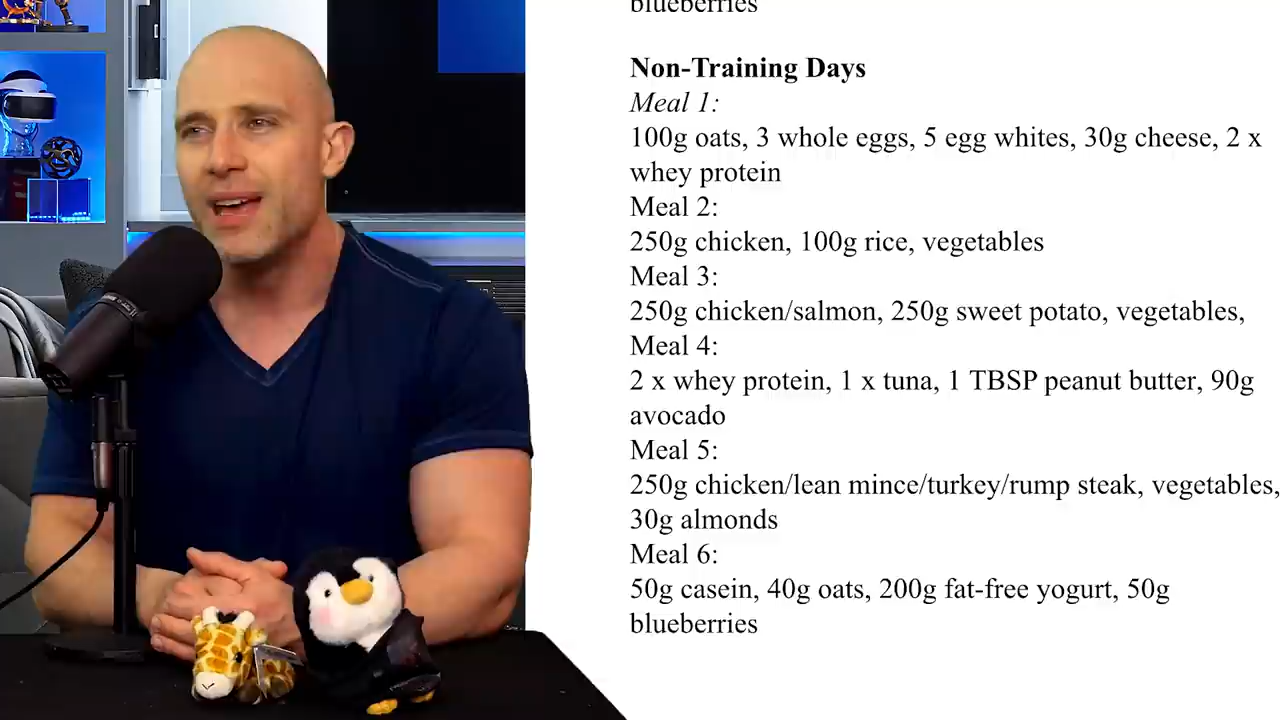 blueberries
Non-Training Days
Meal 1:
100g oats, 3 whole eggs, 5 egg whites, 30g cheese, 2 x
whey protein
Meal 2:
250g chicken, 100g rice, vegetables
Meal 3:
250g chicken/salmon, 250g sweet potato, vegetables,
Meal 4:
2 x whey protein, 1 x tuna, 1 TBSP peanut butter, 90g
avocado
Meal 5:
250g chicken/lean mince/turkey/rump steak, vegetables,
30g almonds
Meal 6:
50g casein, 40g oats, 200g fat-free yogurt, 50g
blueberries